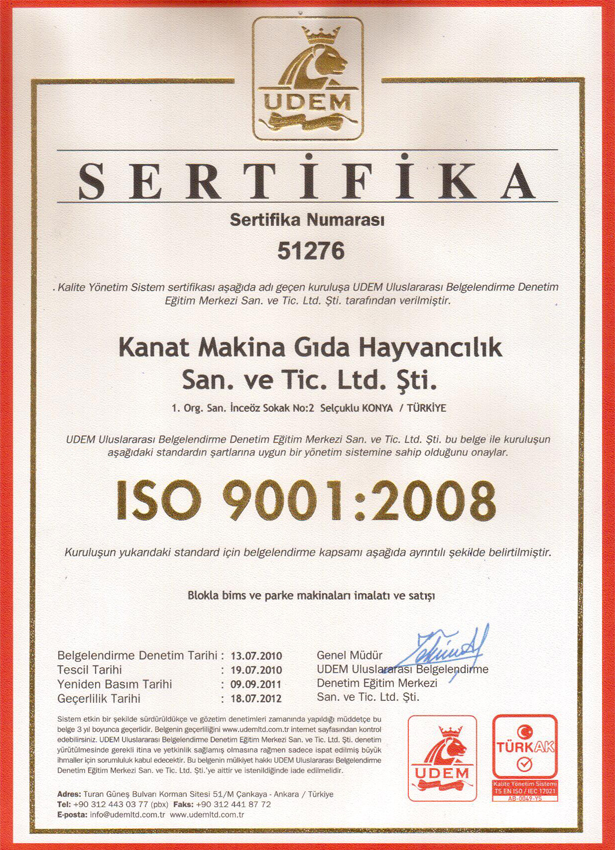 UDEM
SERTİFİKA
Sertifika Numarası
51276
. Kalite Yönetim Sistem sertifikası aşağıda adı geçen kuruluşa UDEM Uluslararası Belgelendirme Denetim
Eğitim Merkezi San. ve Tic. Ltd. Şti. tarafından verilmiştir.
Kanat Makina Gıda Hayvancılık
San. ve Tic. Ltd. Şti.
1. Org. San. İnceöz Sokak No:2 Selçuklu KONYA / TÜRKİYE
UDEM Uluslararası Belgelendirme Denetim Eğitim Merkezi San. ve Tic. Ltd. Şti. bu belge ile kuruluşun
aşağıdaki standardın şartlarına uygun bir yönetim sistemine sahip olduğunu onaylar.
ISO 9001:2008
Kuruluşun yukarıdaki standard için belgelendirme kapsamı aşağıda ayrıntılı şekilde belirtilmiştir.
Blokla bims ve parke makinaları imalatı ve satışı
Belgelendirme Denetim Tarihi : 13.07.2010
Tescil Tarihi : 19.07.2010
Yeniden Basım Tarihi : 09.09.2011
Geçerlilik Tarihi : 18.07.2012
Genel Müdür
UDEM Uluslararası Belgelendirme
Denetim Eğitim Merkezi
San. ve Tic. Ltd. Şti.
Sistem etkin bir şekilde sürdürüldükçe ve gözetim denetimleri zamanında yapıldığı müddetçe bu
belge 3 yıl boyunca geçerlidir. Belgenin geçerliliğini www.udemltd.com.tr internet sayfasından kontrol
edebilirsiniz. UDEM Uluslararası Belgelendirme Denetim Eğitim Merkezi San. ve Tic. Ltd. Şti. denetim
yürütülmesinde gerekli itina ve yetkinlik sağlamış olmasına rağmen sadece ispat edilmiş büyük
ihmaller için sorumluluk kabul edecektir. Bu belgenin mülkiyet hakkı UDEM Uluslararası Belgelendirme
Denetim Eğitim Merkezi San. ve Tic. Ltd. Şti.'ye aittir ve istenildiğinde iade edilmelidir.
Adres: Turan Güneş Bulvarı Korman Sitesi 51/M Çankaya - Ankara / Türkiye
Tel: +90 312 443 03 77 (pbx) Faks: +90 312 441 87 72
E-posta: info@udemltd.com.tr www.udemltd.com.tr
UDEM
TÜRKAK
Kalite Yönetim Sistemi
TS EN ISO / IEC 17021
AB-0049-YS